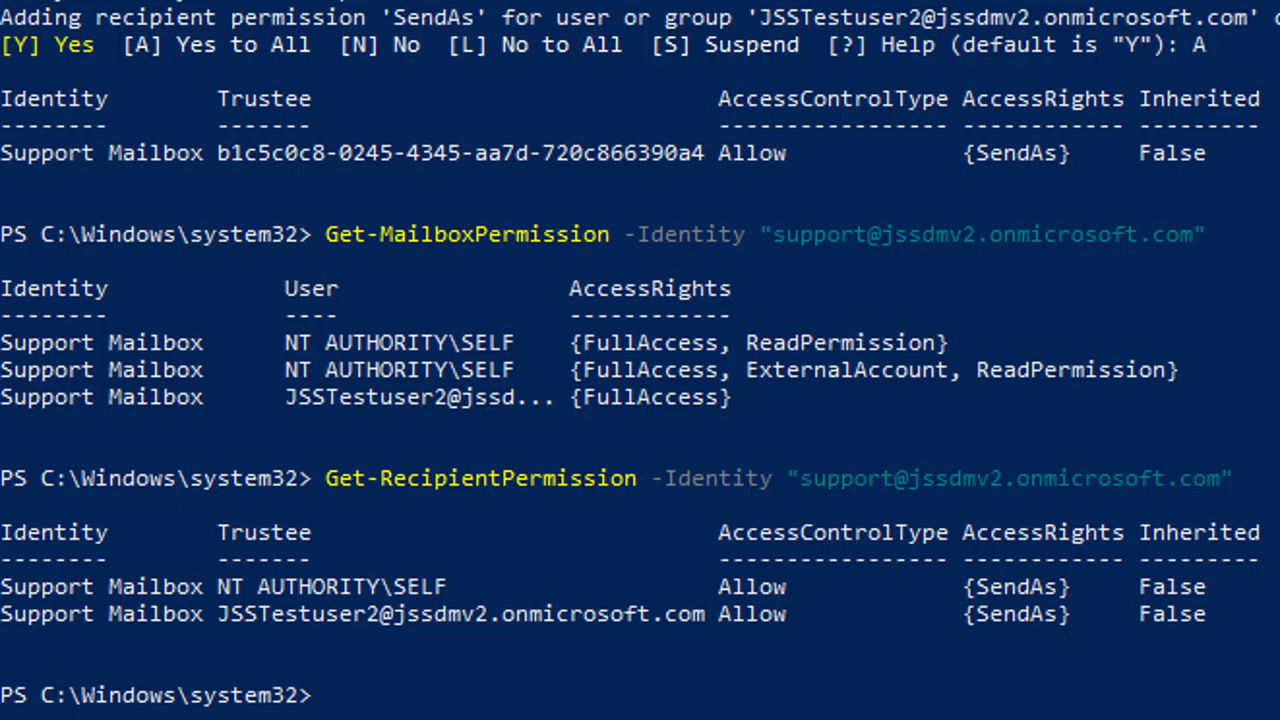 Adding recipient permission 'SendAs' for user or group 'JSSTestuser2@jssdmv2.onmicrosoft.com'
[Y] Yes  [A] Yes to All  [N] No  [L] No to All  [S] Suspend  [?] Help (default is "Y"): A
Identity        Trustee                              AccessControlType AccessRights Inherited
--------        -------                              ----------------- ------------ ---------
Support Mailbox b1c5c0c8-0245-4345-aa7d-720c866390a4 Allow             {SendAs}     False
PS C:\Windows\system32> Get-MailboxPermission -Identity "support@jssdmv2.onmicrosoft.com"
Identity             User                 AccessRights
--------             ----                 ------------
Support Mailbox      NT AUTHORITY\SELF    {FullAccess, ReadPermission}
Support Mailbox      NT AUTHORITY\SELF    {FullAccess, ExternalAccount, ReadPermission}
Support Mailbox      JSSTestuser2@jssd... {FullAccess}
PS C:\Windows\system32> Get-RecipientPermission -Identity "support@jssdmv2.onmicrosoft.com"
Identity        Trustee                              AccessControlType AccessRights Inherited
--------        -------                              ----------------- ------------ ---------
Support Mailbox NT AUTHORITY\SELF                    Allow             {SendAs}     False
Support Mailbox JSSTestuser2@jssdmv2.onmicrosoft.com Allow             {SendAs}     False
PS C:\Windows\system32>